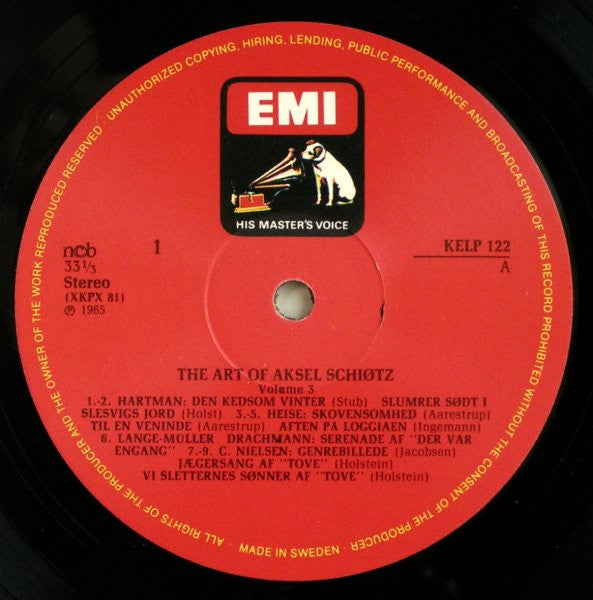 ALL RIGHTS OF THE PRODUCER AND THE OWNER OF THE WORK REPRODUCED RESERVED · UNAUTHORIZED COPYING, HIRING, LENDING, PUBLIC PERFORMANCE AND BROADCASTING OF THIS RECORD PROHIBITED WITHOUT THE CONSENT OF THE PRODUCER ·
EMI
HIS MASTER'S VOICE
ncb
1
KELP 122
33 1/3
A
Stereo
(XKPX 81)
℗ 1965
THE ART OF AKSEL SCHIØTZ
Volume 3
1.-2. HARTMAN: DEN KEDSOM VINTER (Stub) SLUMRER SØDT I
SLESVIGS JORD (Holst) 3.-5. HEISE: SKOVENSOMHED (Aarestrup)
TIL EN VENINDE (Aarestrup) AFTEN PÅ LOGGIAEN (Ingemann)
6. LANGE-MÜLLER DRACHMANN: SERENADE AF "DER VAR
ENGANG" 7.-9. C. NIELSEN: GENREBILLEDE (Jacobsen)
JÆGERSANG AF "TOVE" (Holstein)
VI SLETTERNES SØNNER AF "TOVE" (Holstein)
MADE IN SWEDEN ·